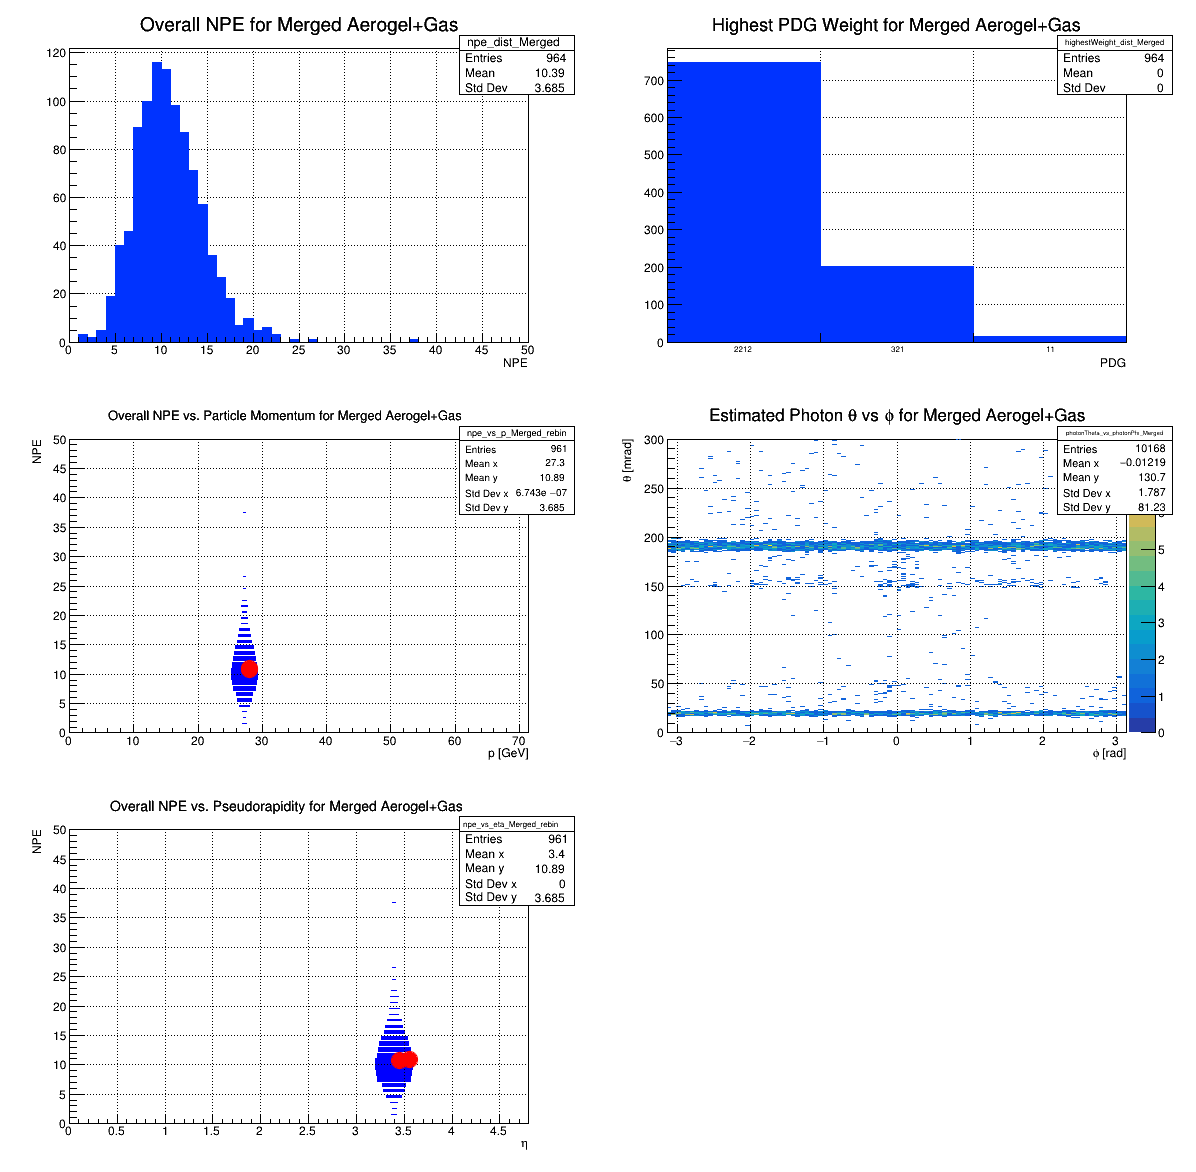 Overall NPE for Merged Aerogel+Gas
npe_dist_Merged
Entries 964
Mean 10.39
Std Dev 3.685
120
100
80
60
40
20
0
0 5 10 15 20 25 30 35 40 45 50
NPE
Highest PDG Weight for Merged Aerogel+Gas
highestWeight_dist_Merged
Entries 964
Mean 0
Std Dev 0
700
600
500
400
300
200
100
0
2212 321 11
PDG
Overall NPE vs. Particle Momentum for Merged Aerogel+Gas
npe_vs_p_Merged_rebin
Entries 961
Mean x 27.3
Mean y 10.89
Std Dev x 6.743e −07
Std Dev y 3.685
NPE
50
45
40
35
30
25
20
15
10
5
0
0 10 20 30 40 50 60 70
p [GeV]
Estimated Photon θ vs ϕ for Merged Aerogel+Gas
photonTheta_vs_photonPhi_Merged
Entries 10168
Mean x −0.01219
Mean y 130.7
Std Dev x 1.787
Std Dev y 81.23
θ [mrad]
300
250
200
150
100
50
0
−3 −2 −1 0 1 2 3
ϕ [rad]
5
4
3
2
1
0
Overall NPE vs. Pseudorapidity for Merged Aerogel+Gas
npe_vs_eta_Merged_rebin
Entries 961
Mean x 3.4
Mean y 10.89
Std Dev x 0
Std Dev y 3.685
NPE
50
45
40
35
30
25
20
15
10
5
0
0 0.5 1 1.5 2 2.5 3 3.5 4 4.5
η